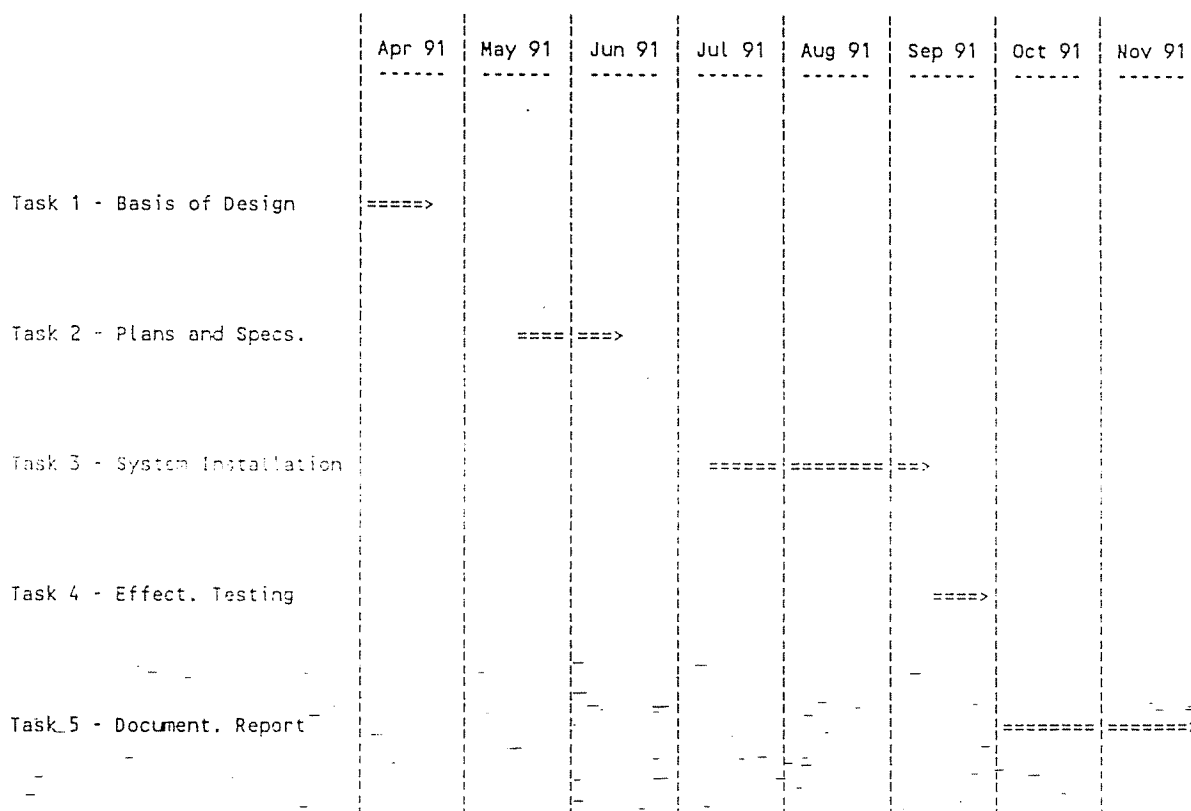 Apr 91 May 91 Jun 91 Jul 91 Aug 91 Sep 91 Oct 91 Nov 91
------ ------ ------ ------ ------ ------ ------ ------
Task 1 - Basis of Design =====>
Task 2 - Plans and Specs. ==== ===>
Task 3 - System Installation ====== ======== ==>
Task 4 - Effect. Testing ====>
Task 5 - Document. Report ======== =======>